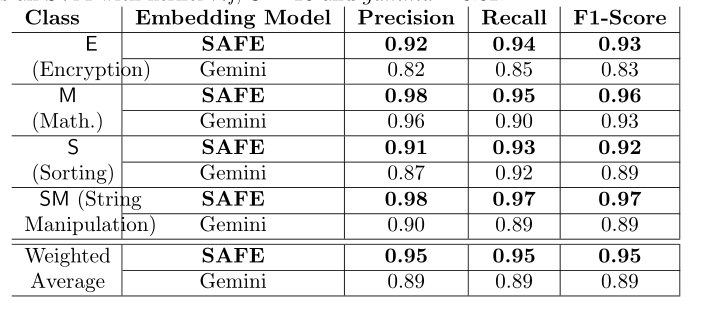 Class Embedding Model Precision Recall F1-Score
E SAFE 0.92 0.94 0.93
(Encryption) Gemini 0.82 0.85 0.83
M SAFE 0.98 0.95 0.96
(Math.) Gemini 0.96 0.90 0.93
S SAFE 0.91 0.93 0.92
(Sorting) Gemini 0.87 0.92 0.89
SM (String SAFE 0.98 0.97 0.97
Manipulation) Gemini 0.90 0.89 0.89
Weighted SAFE 0.95 0.95 0.95
Average Gemini 0.89 0.89 0.89